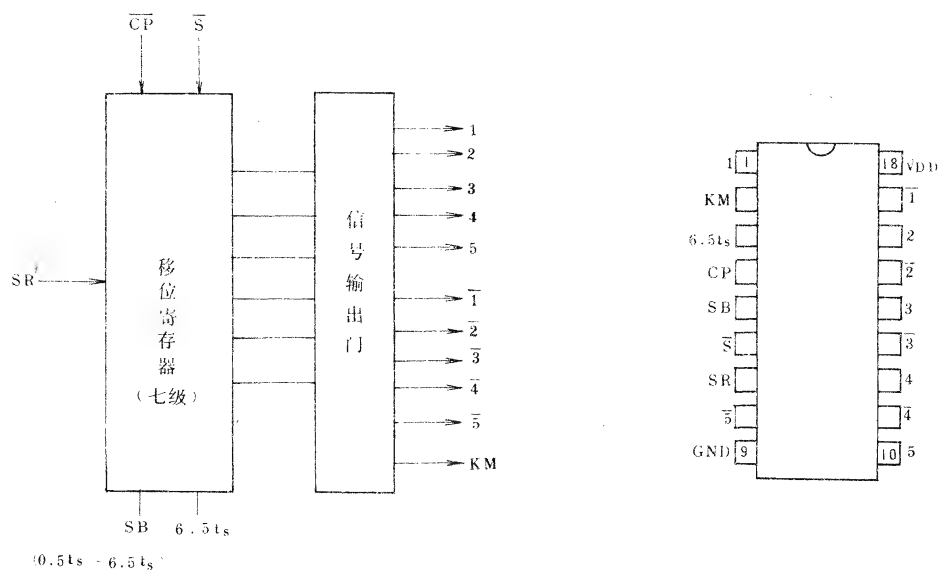 C̅P̅ S̅
SR
移位寄存器
（七级）
信号输出门
1
2
3
4
5
1̅
2̅
3̅
4̅
5̅
KM
SB 6.5ts
0.5ts - 6.5ts
1 1
KM
6.5ts
CP
SB
S̅
SR
5̅
GND 9
18 VDD
1̅
2
2̅
3
3̅
4
4̅
10 5